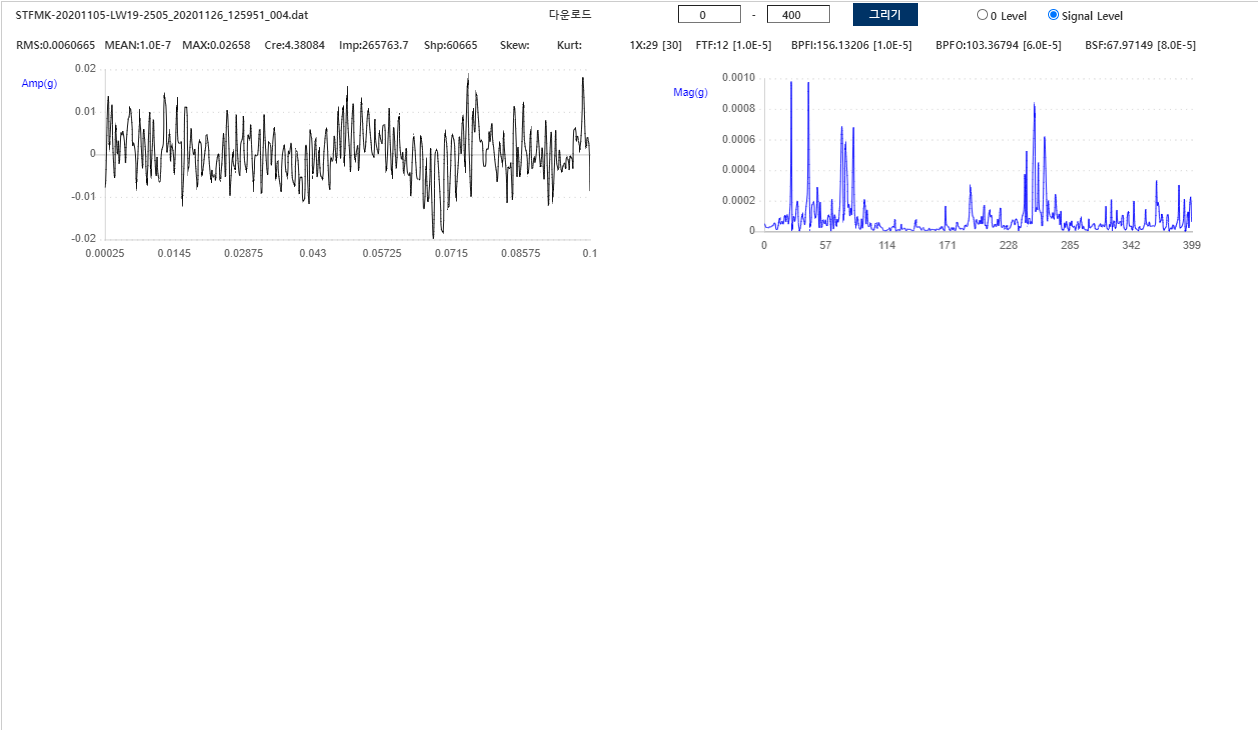 STFMK-20201105-LW19-2505_20201126_125951_004.dat 다운로드 0 - 400 그리기 0 Level Signal Level
RMS:0.0060665 MEAN:1.0E-7 MAX:0.02658 Cre:4.38084 Imp:265763.7 Shp:60665 Skew: Kurt: 1X:29 [30] FTF:12 [1.0E-5] BPFI:156.13206 [1.0E-5] BPFO:103.36794 [6.0E-5] BSF:67.97149 [8.0E-5]
Amp(g)
0.02
0.01
0
-0.01
-0.02
0.00025 0.0145 0.02875 0.043 0.05725 0.0715 0.08575 0.1
Mag(g)
0.0010
0.0008
0.0006
0.0004
0.0002
0
0 57 114 171 228 285 342 399